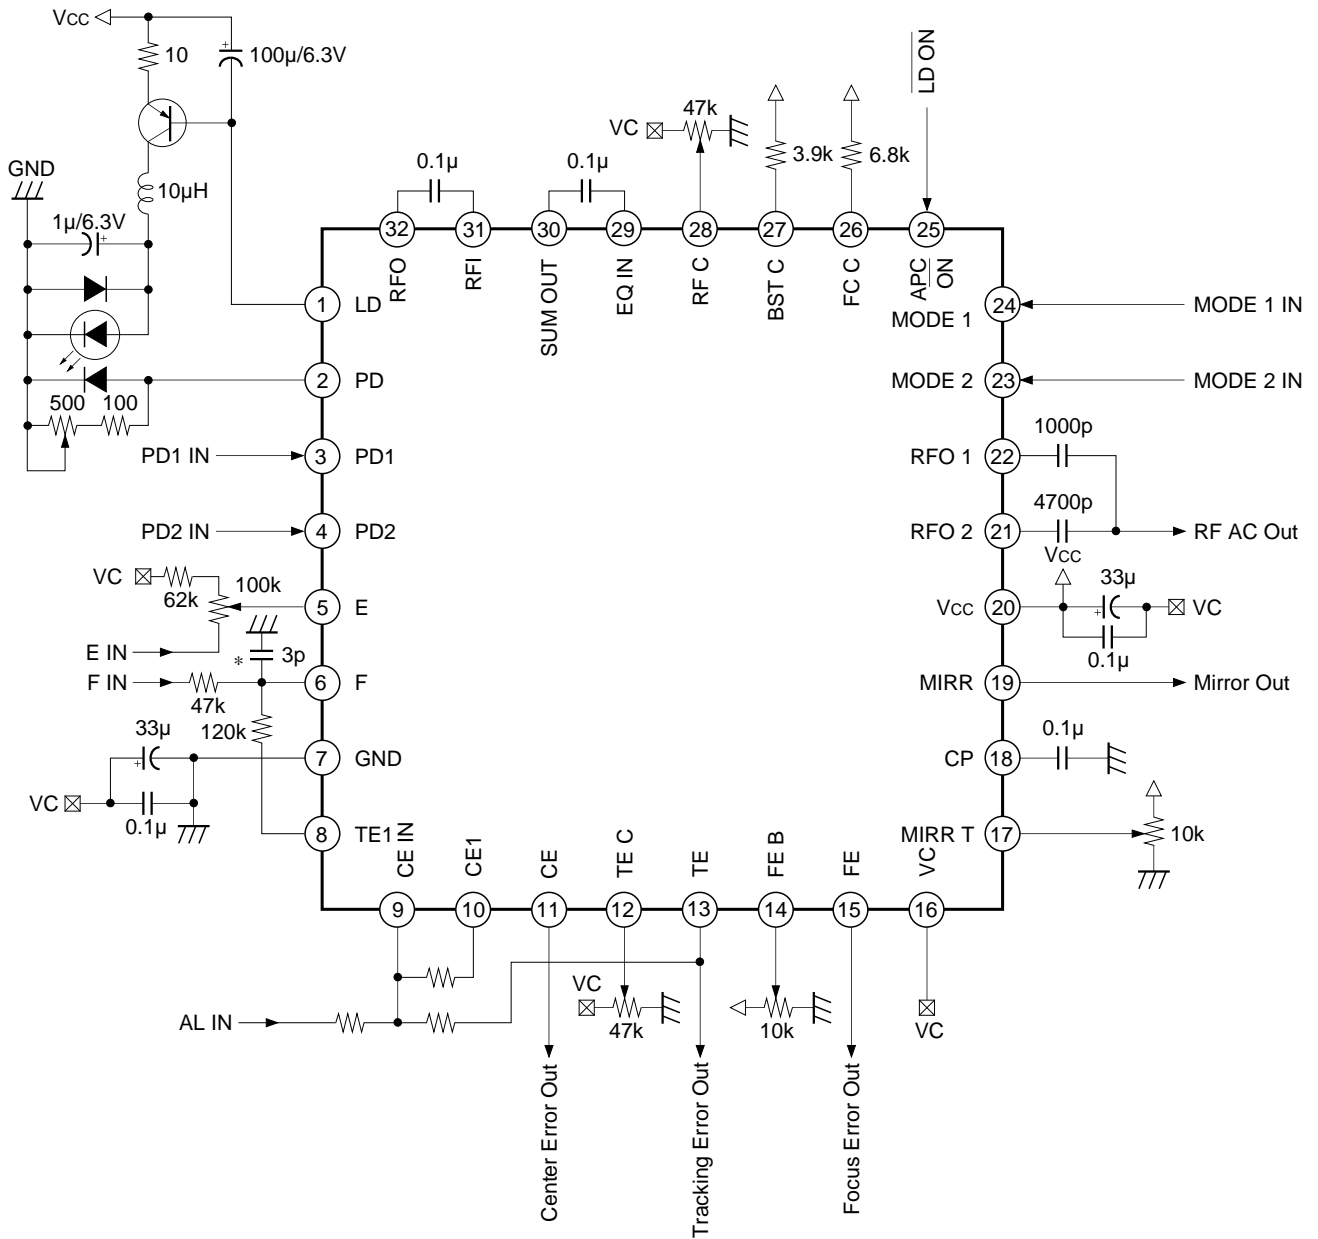 Vcc
10
100µ/6.3V
GND
10µH
1µ/6.3V
500
100
LD ON
VC
47k
3.9k
6.8k
0.1µ
0.1µ
32
31
30
29
28
27
26
25
RFO
RFI
SUM OUT
EQ IN
RF C
BST C
FC C
APC
ON
1
LD
2
PD
PD1 IN
3
PD1
PD2 IN
4
PD2
VC
62k
100k
5
E
E IN
*
3p
F IN
47k
6
F
120k
33µ
7
GND
VC
0.1µ
8
TE1
24
MODE 1
MODE 1 IN
MODE 2
23
MODE 2 IN
1000p
RFO 1
22
4700p
RFO 2
21
RF AC Out
Vcc
33µ
Vcc
20
VC
0.1µ
MIRR
19
Mirror Out
0.1µ
CP
18
MIRR T
17
10k
CE IN
CE1
CE
TE C
TE
FE B
FE
VC
9
10
11
12
13
14
15
16
AL IN
VC
47k
10k
VC
Center Error Out
Tracking Error Out
Focus Error Out